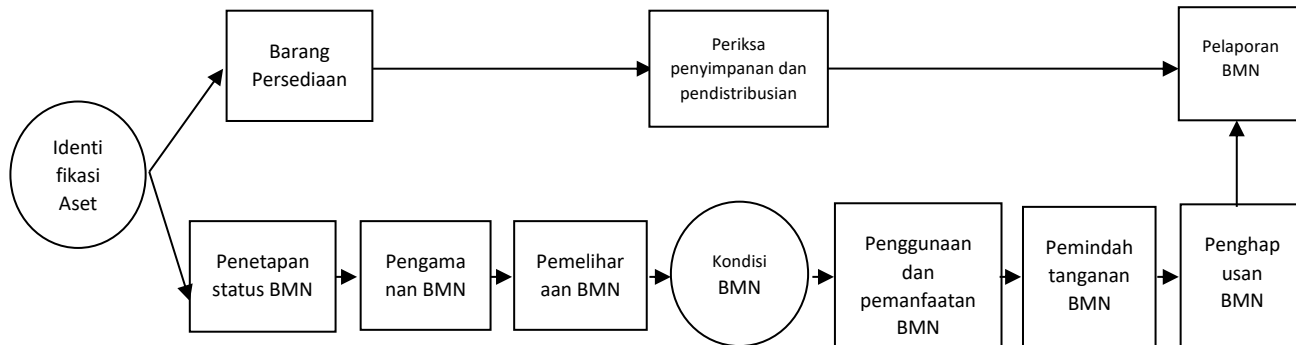 Barang
Persediaan
Periksa
penyimpanan dan
pendistribusian
Pelaporan
BMN
Identi
fikasi
Aset
Penetapan
status BMN
Pengama
nan BMN
Pemelihar
aan BMN
Kondisi
BMN
Penggunaan
dan
pemanfaatan
BMN
Pemindah
tanganan
BMN
Penghap
usan
BMN